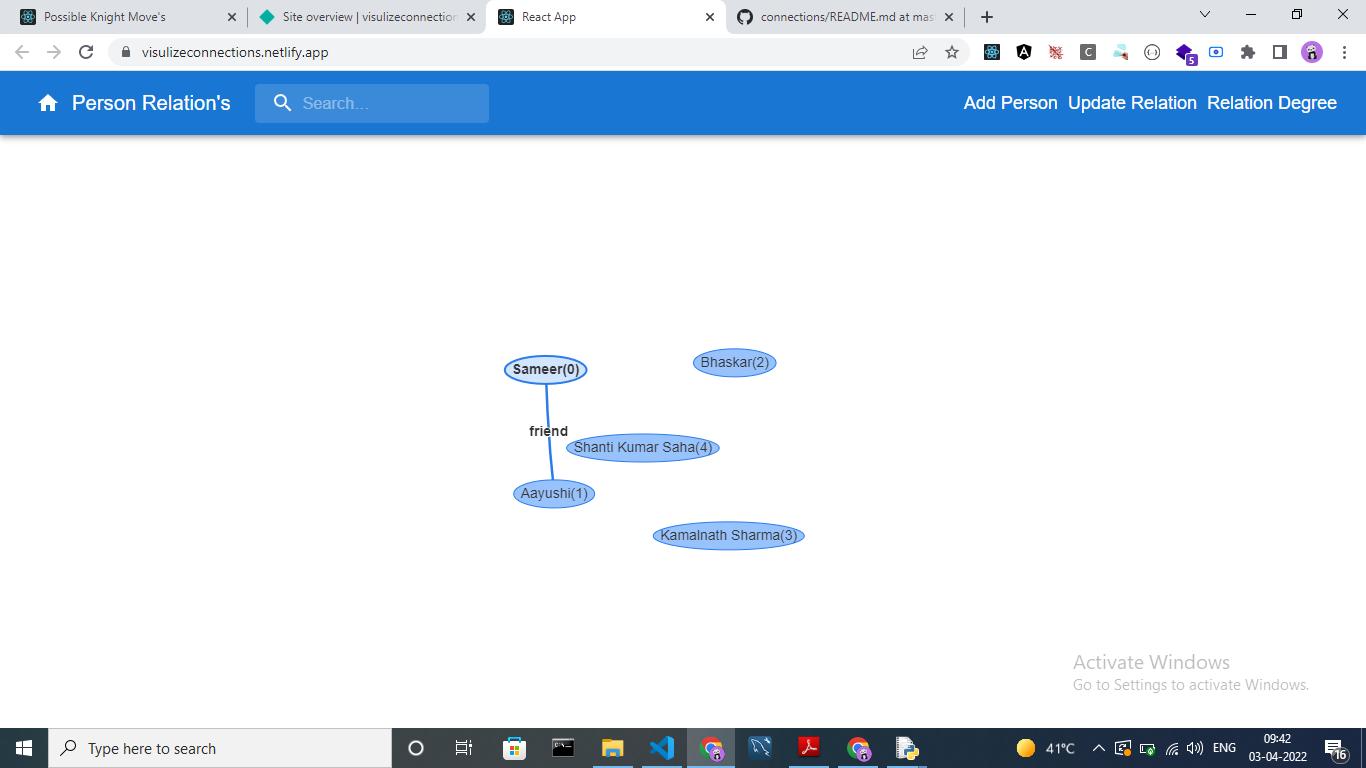 Possible Knight Move's
Site overview | visulizeconnection
React App
connections/README.md at mas
visulizeconnections.netlify.app
5
Person Relation's
Search...
Add Person Update Relation Relation Degree
Sameer(0)
Bhaskar(2)
friend
Shanti Kumar Saha(4)
Aayushi(1)
Kamalnath Sharma(3)
Activate Windows
Go to Settings to activate Windows.
Type here to search
41°C
ENG
09:42
03-04-2022
16